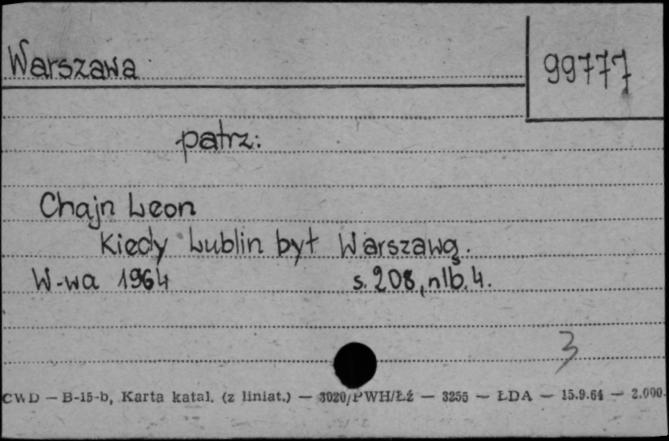 Warszawa
99777
patrz:
Chajn Leon
Kiedy Lublin był Warszawą.
W-wa 1964 s. 208, nlb. 4.
3
CWD — B-15-b, Karta katal. (z liniat.) — 3020/PWH/Łź — 3255 — ŁDA — 15.9.64 — 2.000.